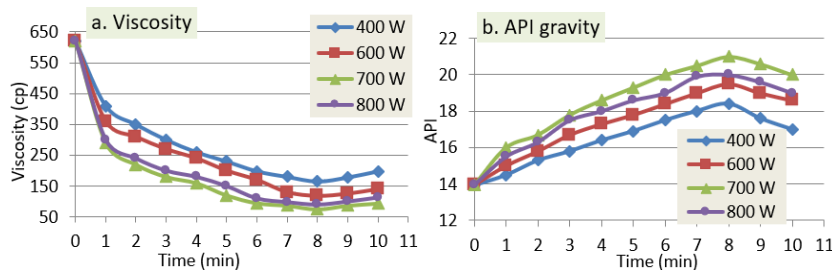 a. Viscosity
Viscosity (cp)
650
550
450
350
250
150
50
0 1 2 3 4 5 6 7 8 9 10 11
Time (min)
400 W
600 W
700 W
800 W
b. API gravity
API
22
20
18
16
14
12
0 1 2 3 4 5 6 7 8 9 10 11
Time (min)
400 W
600 W
700 W
800 W